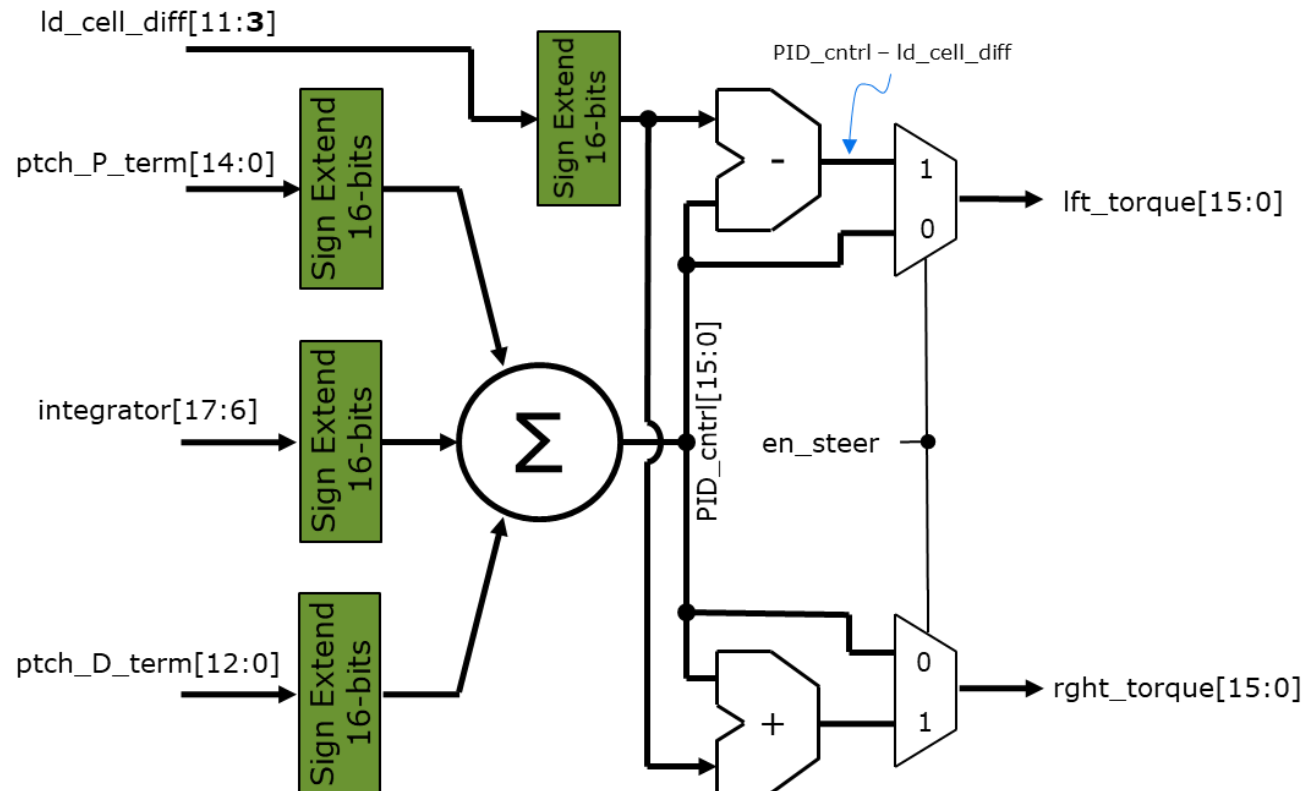 ld_cell_diff[11:3]
Sign Extend
16-bits
PID_cntrl – ld_cell_diff
ptch_P_term[14:0]
Sign Extend
16-bits
-
1
0
lft_torque[15:0]
integrator[17:6]
Sign Extend
16-bits
Σ
PID_cntrl[15:0]
en_steer
ptch_D_term[12:0]
Sign Extend
16-bits
+
0
1
rght_torque[15:0]